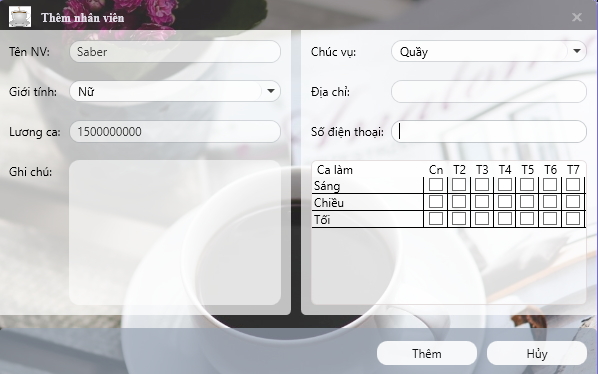 Thêm nhân viên
Tên NV: Saber
Giới tính: Nữ
Lương ca: 1500000000
Ghi chú:
Chúc vụ: Quầy
Địa chỉ:
Số điện thoại:
Ca làm Cn T2 T3 T4 T5 T6 T7
Sáng
Chiều
Tối
Thêm Hủy